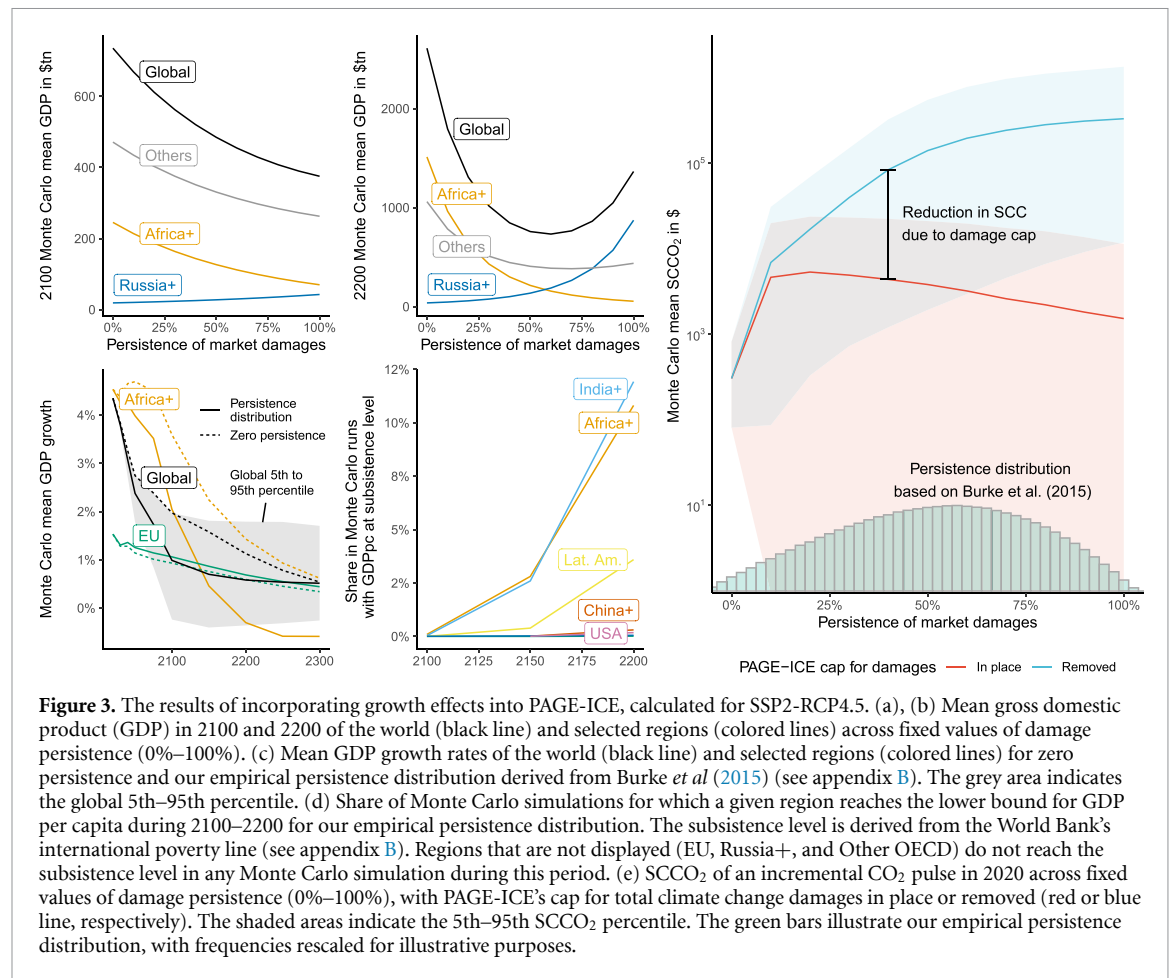 2100 Monte Carlo mean GDP in $tn
600
400
200
0
Global
Others
Africa+
Russia+
0%
25%
50%
75%
100%
Persistence of market damages
2200 Monte Carlo mean GDP in $tn
2000
1000
0
Global
Africa+
Others
Russia+
0%
25%
50%
75%
100%
Persistence of market damages
Monte Carlo mean GDP growth
4%
3%
2%
1%
0%
Africa+
Global
EU
Persistence
distribution
Zero persistence
Global 5th to
95th percentile
2100
2200
2300
Share in Monte Carlo runs
with GDPpc at subsistence level
12%
10%
8%
5%
2%
0%
India+
Africa+
Lat. Am.
China+
USA
2100
2125
2150
2175
2200
Monte Carlo mean SCCO₂ in $
10⁵
10³
10¹
Reduction in SCC
due to damage cap
Persistence distribution
based on Burke et al. (2015)
0%
25%
50%
75%
100%
Persistence of market damages
PAGE−ICE cap for damages In place Removed
Figure 3. The results of incorporating growth effects into PAGE-ICE, calculated for SSP2-RCP4.5. (a), (b) Mean gross domestic
product (GDP) in 2100 and 2200 of the world (black line) and selected regions (colored lines) across fixed values of damage
persistence (0%–100%). (c) Mean GDP growth rates of the world (black line) and selected regions (colored lines) for zero
persistence and our empirical persistence distribution derived from Burke et al (2015) (see appendix B). The grey area indicates
the global 5th–95th percentile. (d) Share of Monte Carlo simulations for which a given region reaches the lower bound for GDP
per capita during 2100–2200 for our empirical persistence distribution. The subsistence level is derived from the World Bank's
international poverty line (see appendix B). Regions that are not displayed (EU, Russia+, and Other OECD) do not reach the
subsistence level in any Monte Carlo simulation during this period. (e) SCCO₂ of an incremental CO₂ pulse in 2020 across fixed
values of damage persistence (0%–100%), with PAGE-ICE's cap for total climate change damages in place or removed (red or blue
line, respectively). The shaded areas indicate the 5th–95th SCCO₂ percentile. The green bars illustrate our empirical persistence
distribution, with frequencies rescaled for illustrative purposes.